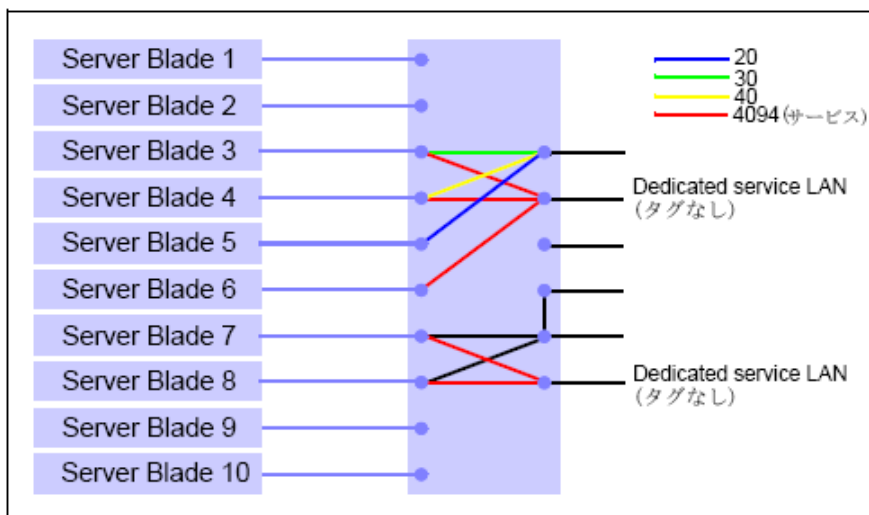 Server Blade 1
Server Blade 2
Server Blade 3
Server Blade 4
Server Blade 5
Server Blade 6
Server Blade 7
Server Blade 8
Server Blade 9
Server Blade 10
20
30
40
4094 (サービス)
Dedicated service LAN
(タグなし)
Dedicated service LAN
(タグなし)